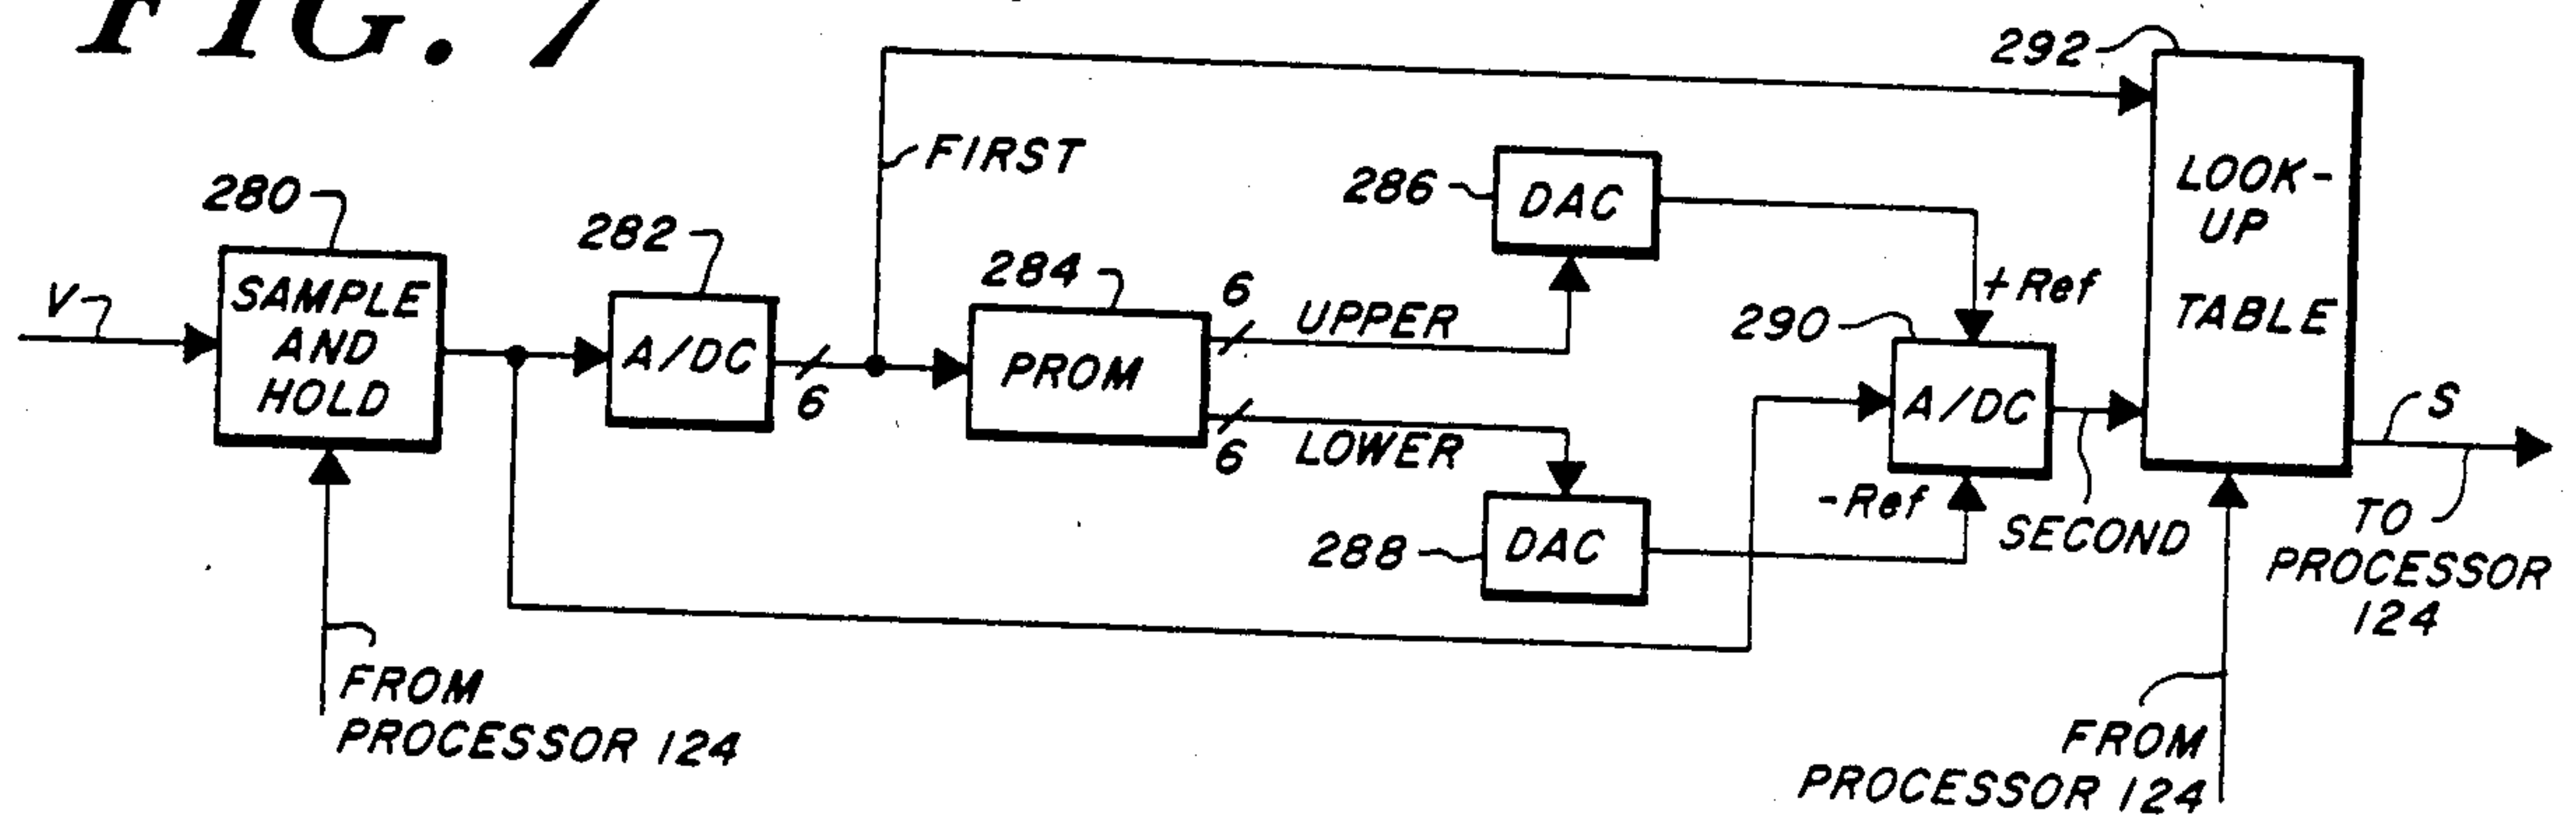 FIG. 7
292
FIRST
LOOK-
UP
TABLE
280
282
284
286
DAC
V
SAMPLE
AND
HOLD
A/DC
6
PROM
6
UPPER
6
LOWER
290
+Ref
A/DC
-Ref
SECOND
S
288
DAC
TO
PROCESSOR
124
FROM
PROCESSOR 124
FROM
PROCESSOR 124